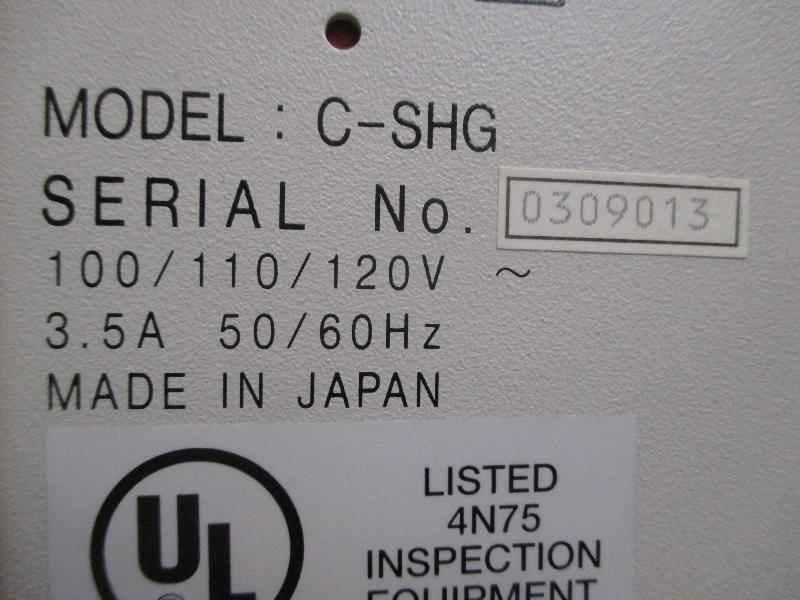 MODEL : C-SHG
SERIAL No. 0309013
100/110/120V ~
3.5A 50/60Hz
MADE IN JAPAN
UL
LISTED
4N75
INSPECTION
EQUIPMENT